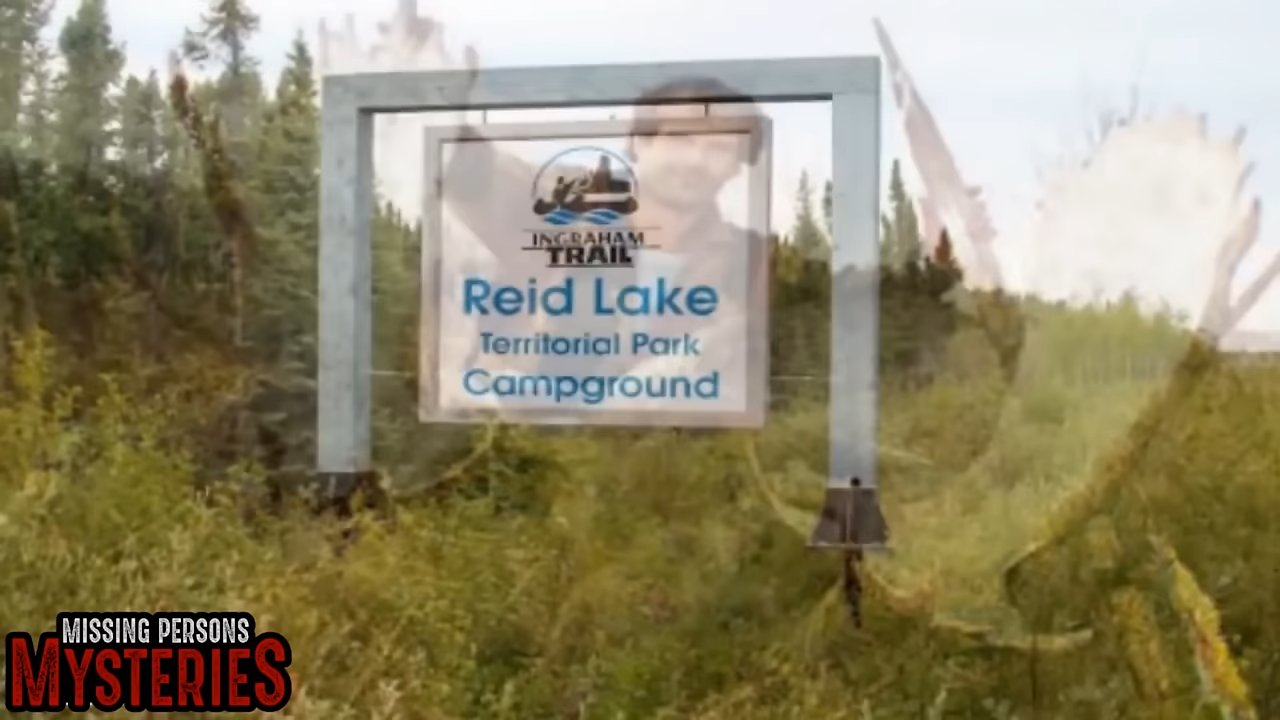 INGRAHAM
TRAIL
Reid Lake
Territorial Park
Campground
MISSING PERSONS
MYSTERIES